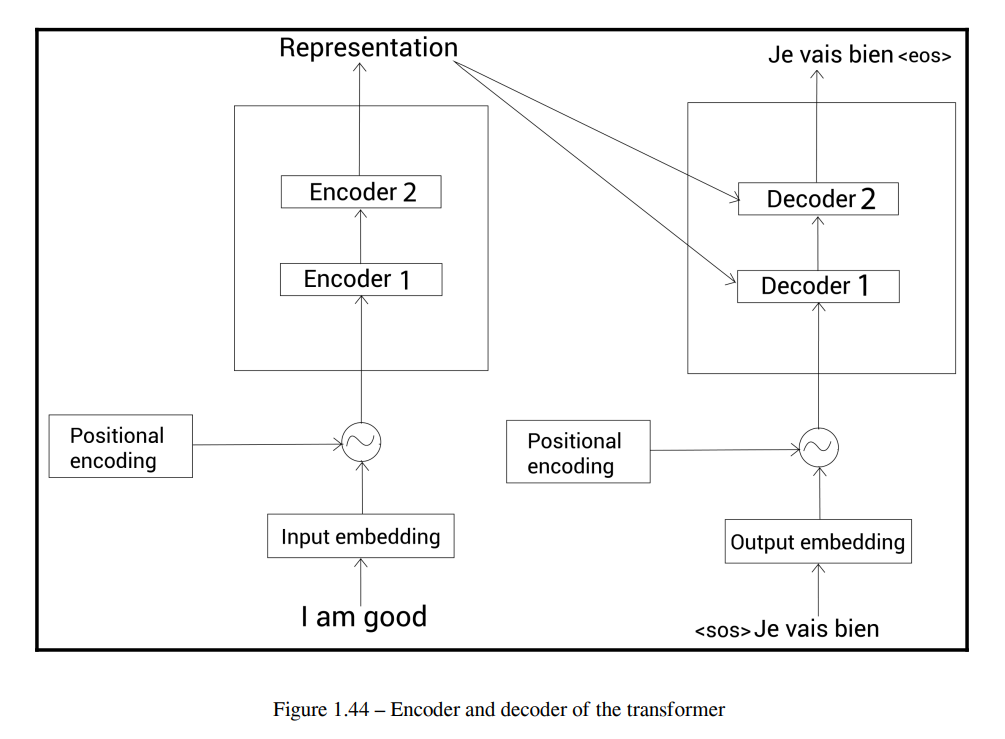 Representation
Je vais bien <eos>
Encoder 2
Decoder 2
Encoder 1
Decoder 1
Positional
encoding
Positional
encoding
Input embedding
Output embedding
I am good
<sos> Je vais bien
Figure 1.44 – Encoder and decoder of the transformer